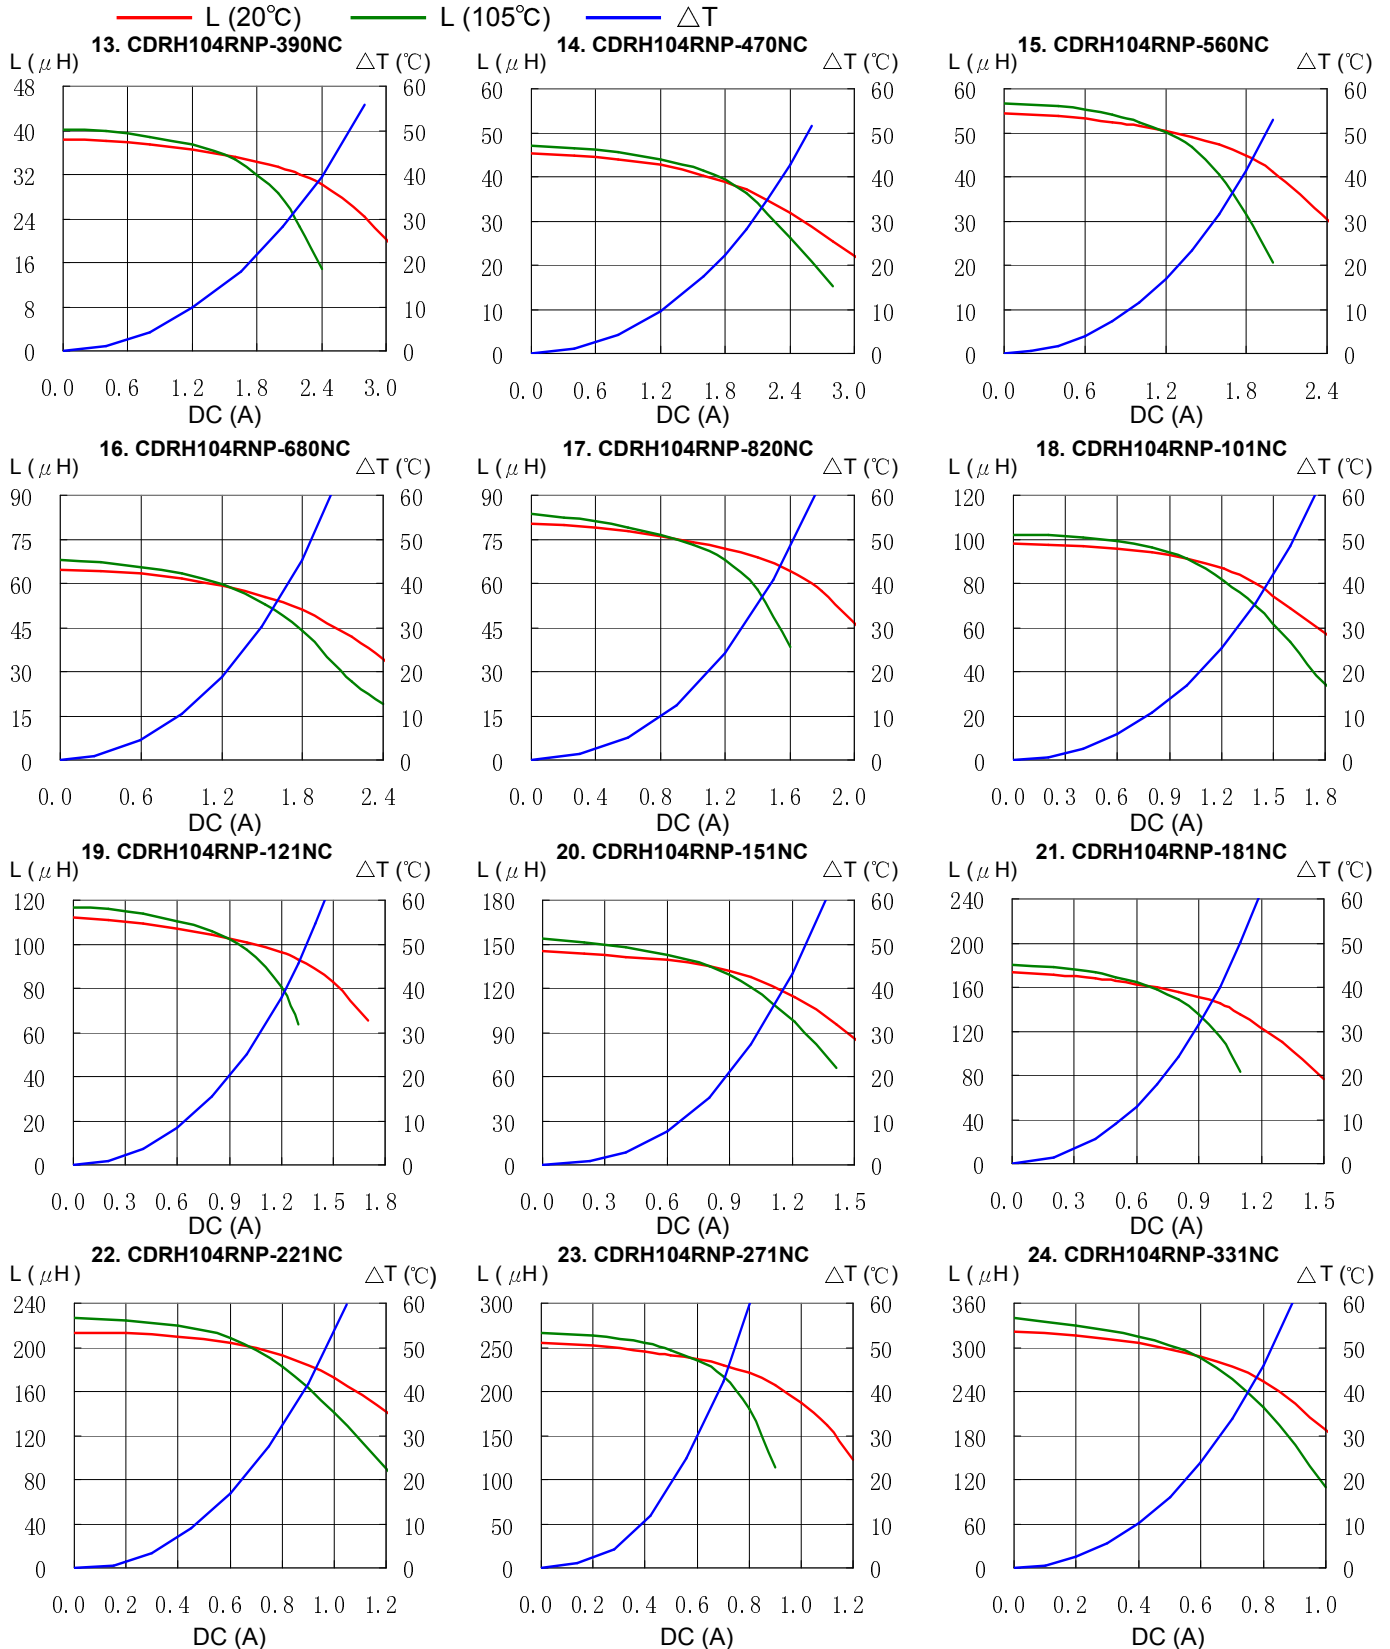 L (20℃) L (105℃) △T
13. CDRH104RNP-390NC
L (μH) △T (℃)
48 60
40 50
32 40
24 30
16 20
8 10
0 0
0.0 0.6 1.2 1.8 2.4 3.0
DC (A)
14. CDRH104RNP-470NC
L (μH) △T (℃)
60 60
50 50
40 40
30 30
20 20
10 10
0 0
0.0 0.6 1.2 1.8 2.4 3.0
DC (A)
15. CDRH104RNP-560NC
L (μH) △T (℃)
60 60
50 50
40 40
30 30
20 20
10 10
0 0
0.0 0.6 1.2 1.8 2.4
DC (A)
16. CDRH104RNP-680NC
L (μH) △T (℃)
90 60
75 50
60 40
45 30
30 20
15 10
0 0
0.0 0.6 1.2 1.8 2.4
DC (A)
17. CDRH104RNP-820NC
L (μH) △T (℃)
90 60
75 50
60 40
45 30
30 20
15 10
0 0
0.0 0.4 0.8 1.2 1.6 2.0
DC (A)
18. CDRH104RNP-101NC
L (μH) △T (℃)
120 60
100 50
80 40
60 30
40 20
20 10
0 0
0.0 0.3 0.6 0.9 1.2 1.5 1.8
DC (A)
19. CDRH104RNP-121NC
L (μH) △T (℃)
120 60
100 50
80 40
60 30
40 20
20 10
0 0
0.0 0.3 0.6 0.9 1.2 1.5 1.8
DC (A)
20. CDRH104RNP-151NC
L (μH) △T (℃)
180 60
150 50
120 40
90 30
60 20
30 10
0 0
0.0 0.3 0.6 0.9 1.2 1.5
DC (A)
21. CDRH104RNP-181NC
L (μH) △T (℃)
240 60
200 50
160 40
120 30
80 20
40 10
0 0
0.0 0.3 0.6 0.9 1.2 1.5
DC (A)
22. CDRH104RNP-221NC
L (μH) △T (℃)
240 60
200 50
160 40
120 30
80 20
40 10
0 0
0.0 0.2 0.4 0.6 0.8 1.0 1.2
DC (A)
23. CDRH104RNP-271NC
L (μH) △T (℃)
300 60
250 50
200 40
150 30
100 20
50 10
0 0
0.0 0.2 0.4 0.6 0.8 1.0 1.2
DC (A)
24. CDRH104RNP-331NC
L (μH) △T (℃)
360 60
300 50
240 40
180 30
120 20
60 10
0 0
0.0 0.2 0.4 0.6 0.8 1.0
DC (A)